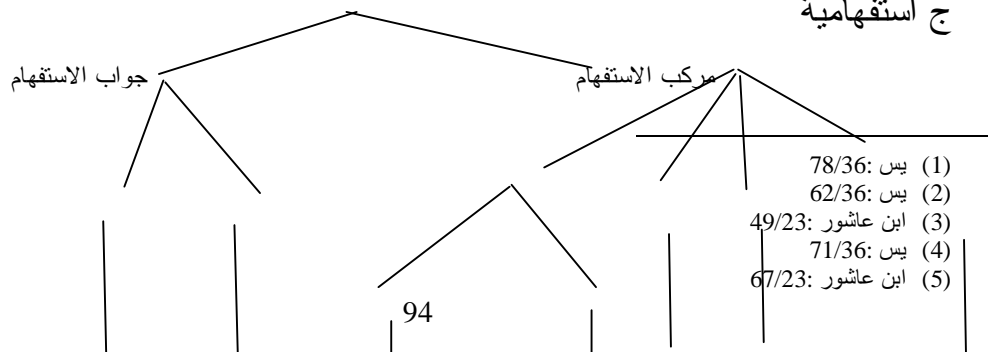 ج استفهامية
مركب الاستفهام
جواب الاستفهام
(1) يس :78/36
(2) يس :62/36
(3) ابن عاشور :49/23
(4) يس :71/36
(5) ابن عاشور :67/23
94